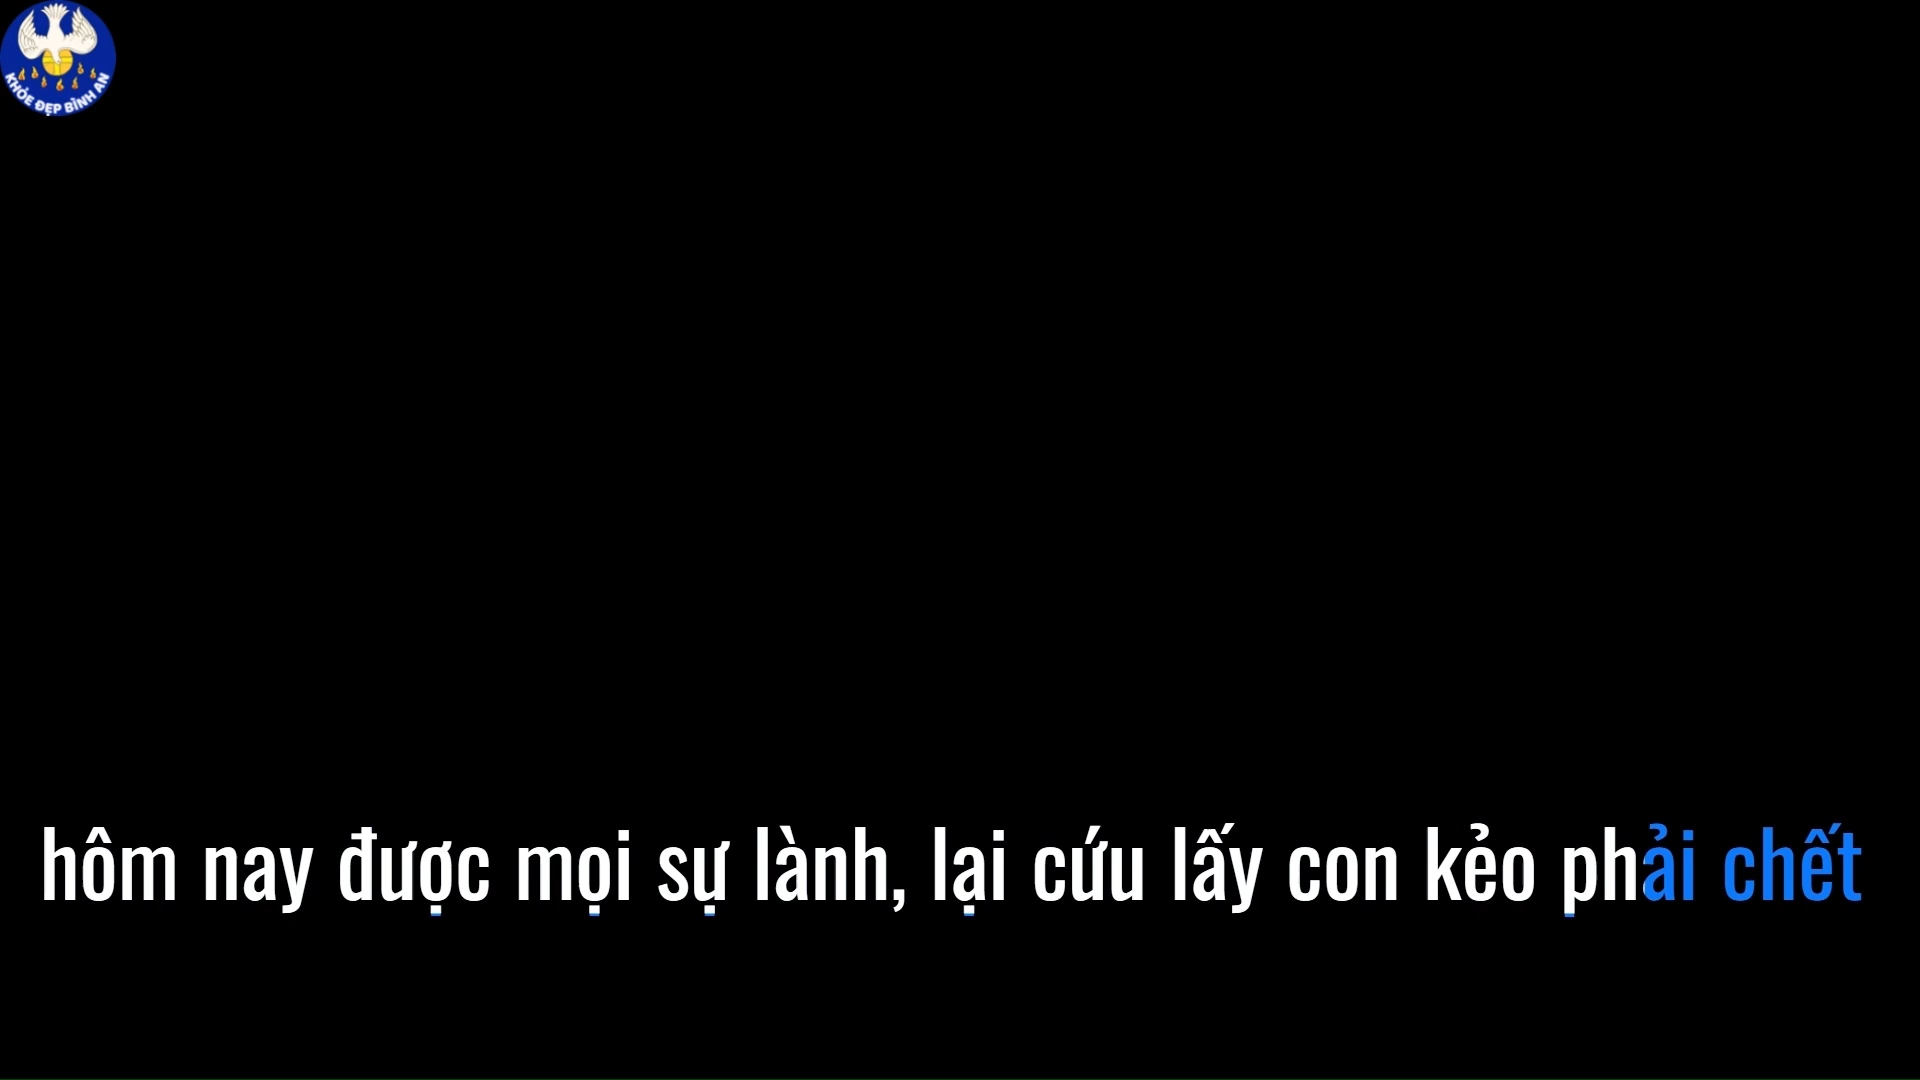 KHỎE ĐẸP BÌNH AN
hôm nay được mọi sự lành, lại cứu lấy con kẻo phải chết